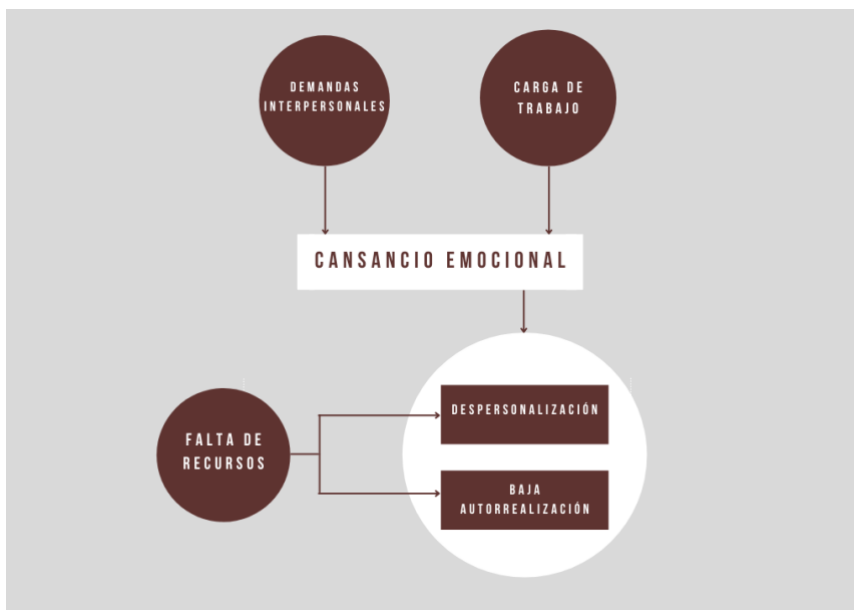 DEMANDAS
INTERPERSONALES
CARGA DE
TRABAJO
CANSANCIO EMOCIONAL
DESPERSONALIZACIÓN
FALTA DE
RECURSOS
BAJA
AUTORREALIZACIÓN